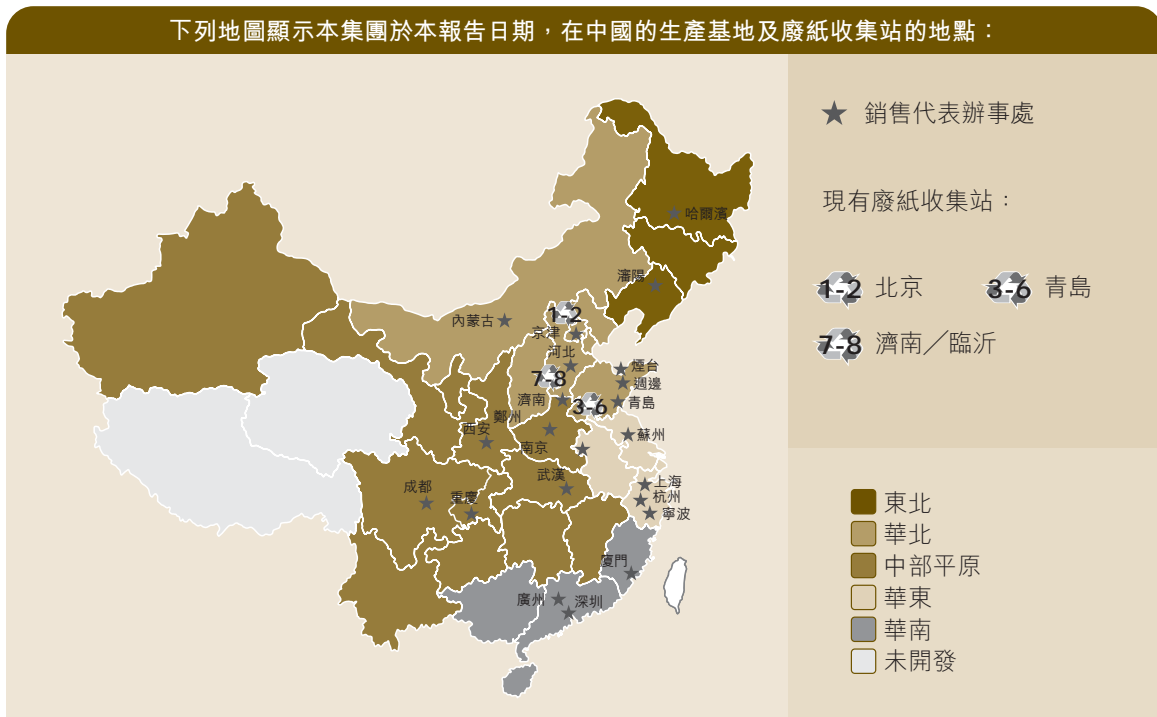 下列地圖顯示本集團於本報告日期，在中國的生產基地及廢紙收集站的地點：
★ 銷售代表辦事處
現有廢紙收集站：
1-2 北京 3-6 青島
7-8 濟南／臨沂
哈爾濱
瀋陽
內蒙古
1-2
京津
河北
煙台
7-8
週邊
濟南
3-6
青島
鄭州
西安
蘇州
南京
武漢
成都
重慶
上海
杭州
寧波
廈門
廣州
深圳
東北
華北
中部平原
華東
華南
未開發